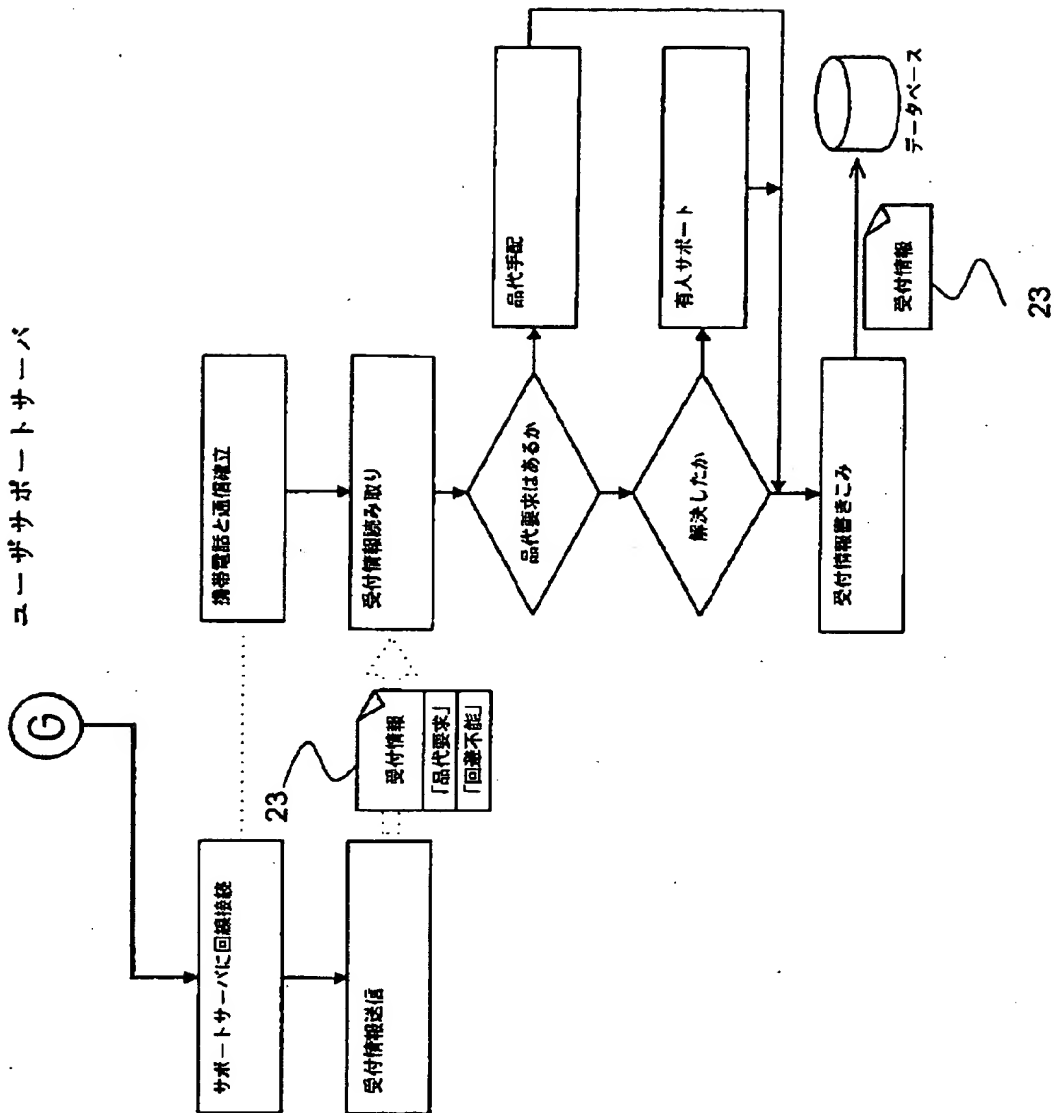 ユーザサポートサーバ
G
サポートサーバに回線接続
携帯電話と通信確立
受付情報送信
23
受付情報
「品代要求」
「回避不能」
受付情報読み取り
品代要求はあるか
品代手配
解決したか
有人サポート
受付情報書きこみ
受付情報
23
データベース